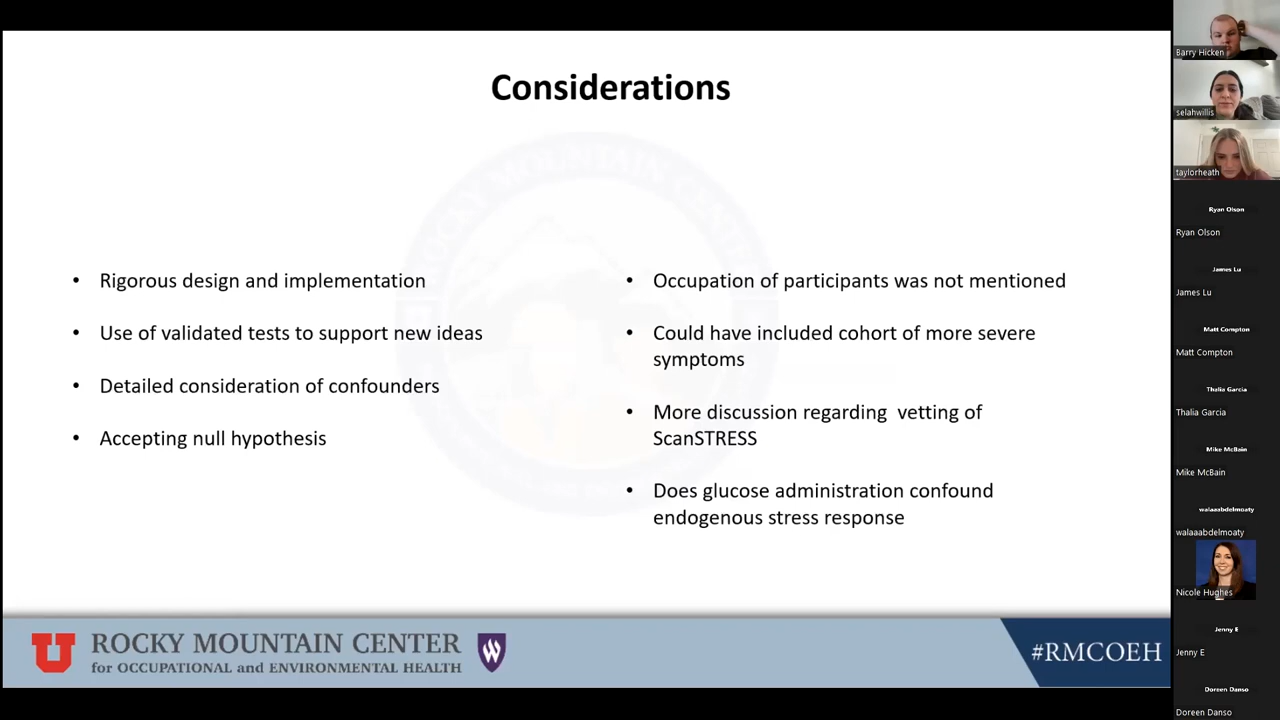 Considerations
• Rigorous design and implementation
• Use of validated tests to support new ideas
• Detailed consideration of confounders
• Accepting null hypothesis
• Occupation of participants was not mentioned
• Could have included cohort of more severe
symptoms
• More discussion regarding  vetting of
ScanSTRESS
• Does glucose administration confound
endogenous stress response
U
ROCKY MOUNTAIN CENTER
for OCCUPATIONAL and ENVIRONMENTAL HEALTH
W
#RMCOEH
Barry Hicken
selahwillis
taylorheath
Ryan Olson
Ryan Olson
James Lu
James Lu
Matt Compton
Matt Compton
Thalia Garcia
Thalia Garcia
Mike McBain
Mike McBain
walaaabdelmoaty
walaaabdelmoaty
Nicole Hughes
Jenny E
Jenny E
Doreen Danso
Doreen Danso